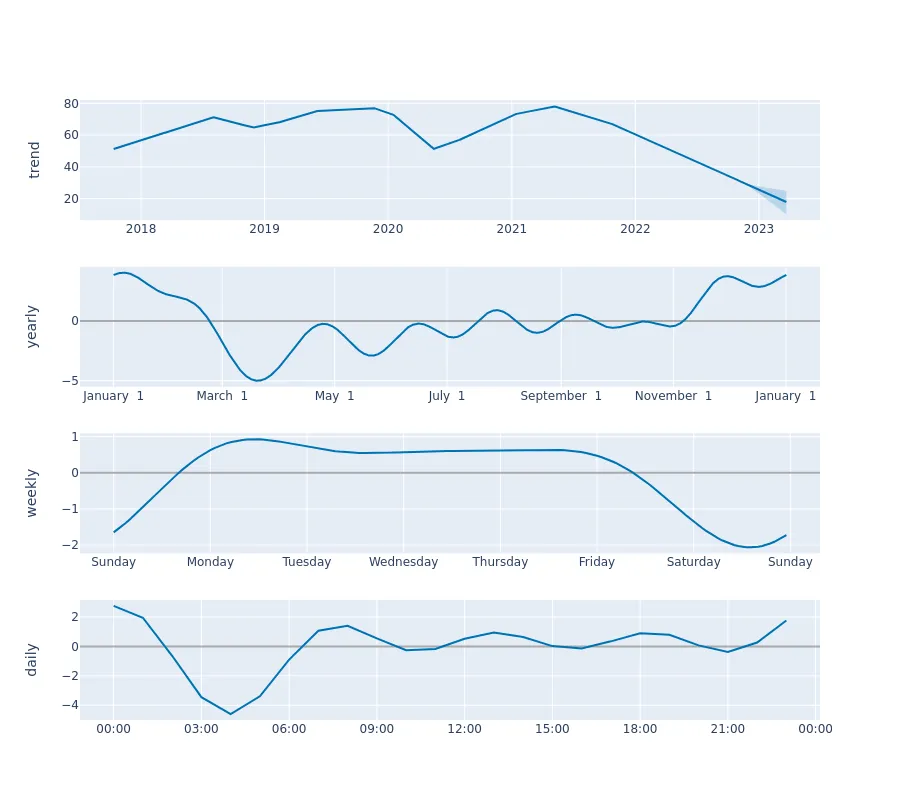 trend
80
60
40
20
2018 2019 2020 2021 2022 2023
yearly
0
−5
January 1 March 1 May 1 July 1 September 1 November 1 January 1
weekly
1
0
−1
−2
Sunday Monday Tuesday Wednesday Thursday Friday Saturday Sunday
daily
2
0
−2
−4
00:00 03:00 06:00 09:00 12:00 15:00 18:00 21:00 00:00